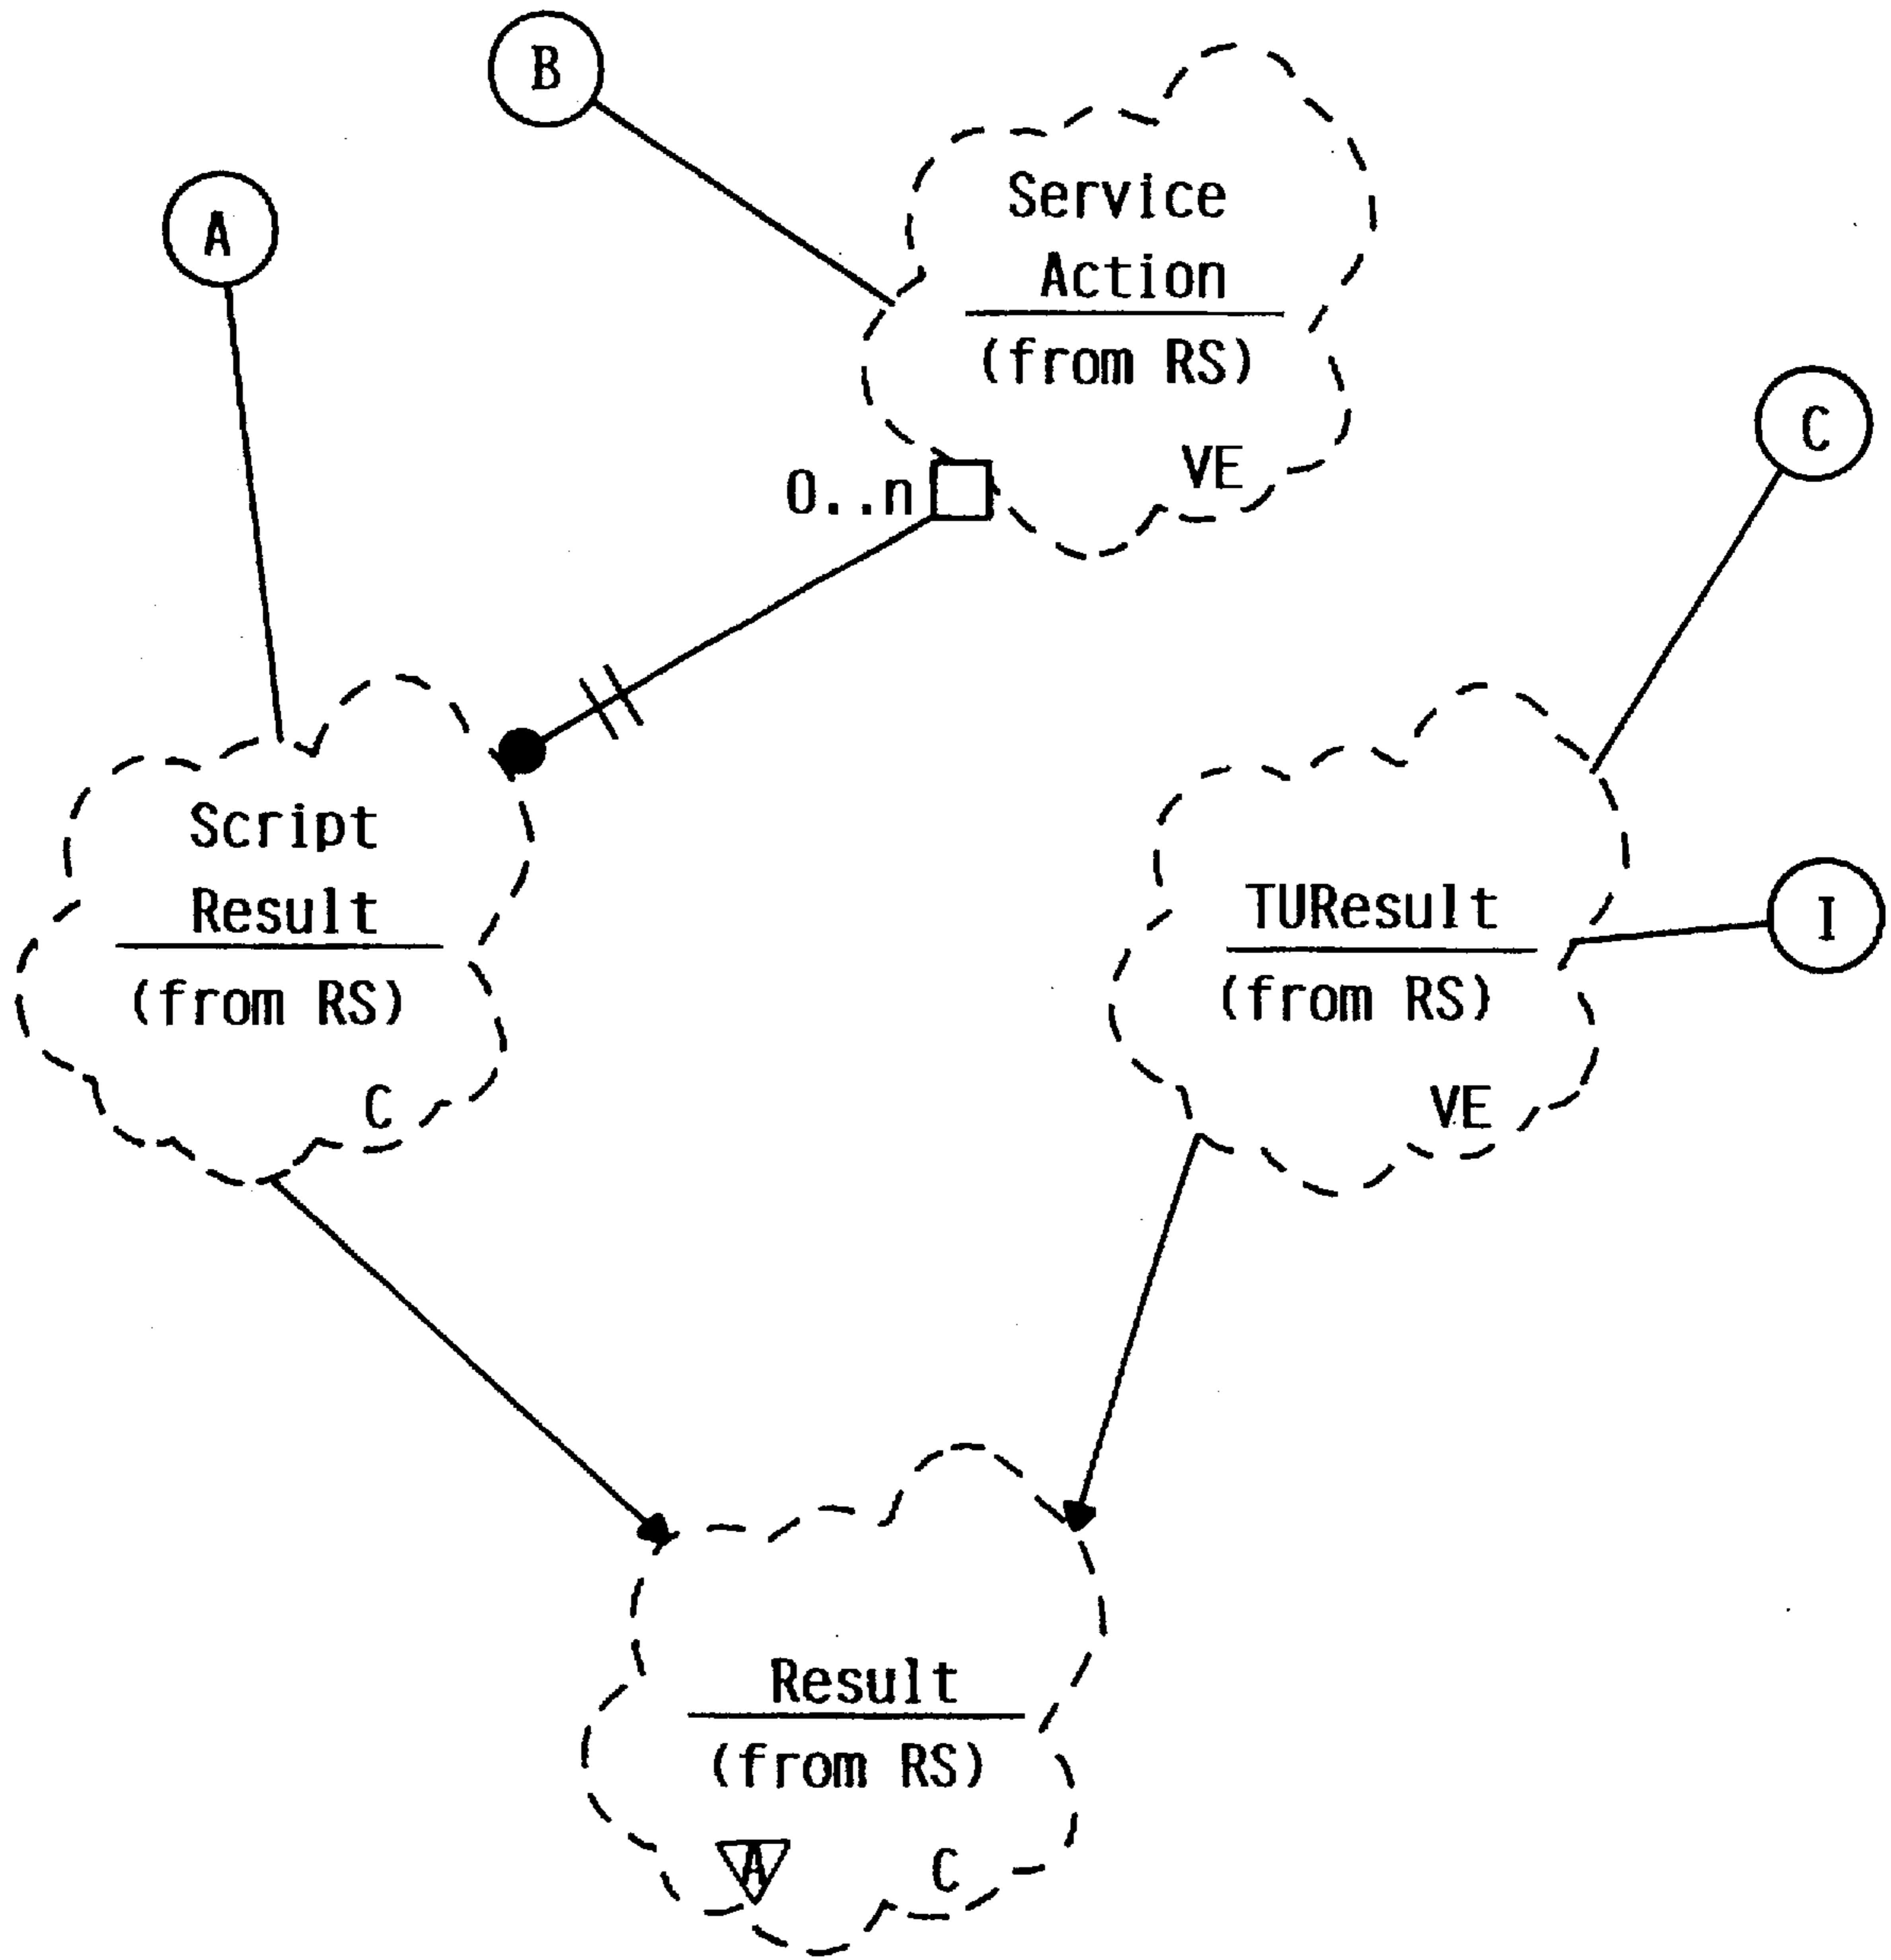 B
A
Service
Action
(from RS)
VE
0..n
C
Script
Result
(from RS)
C
TUResult
(from RS)
VE
I
Result
(from RS)
A
C